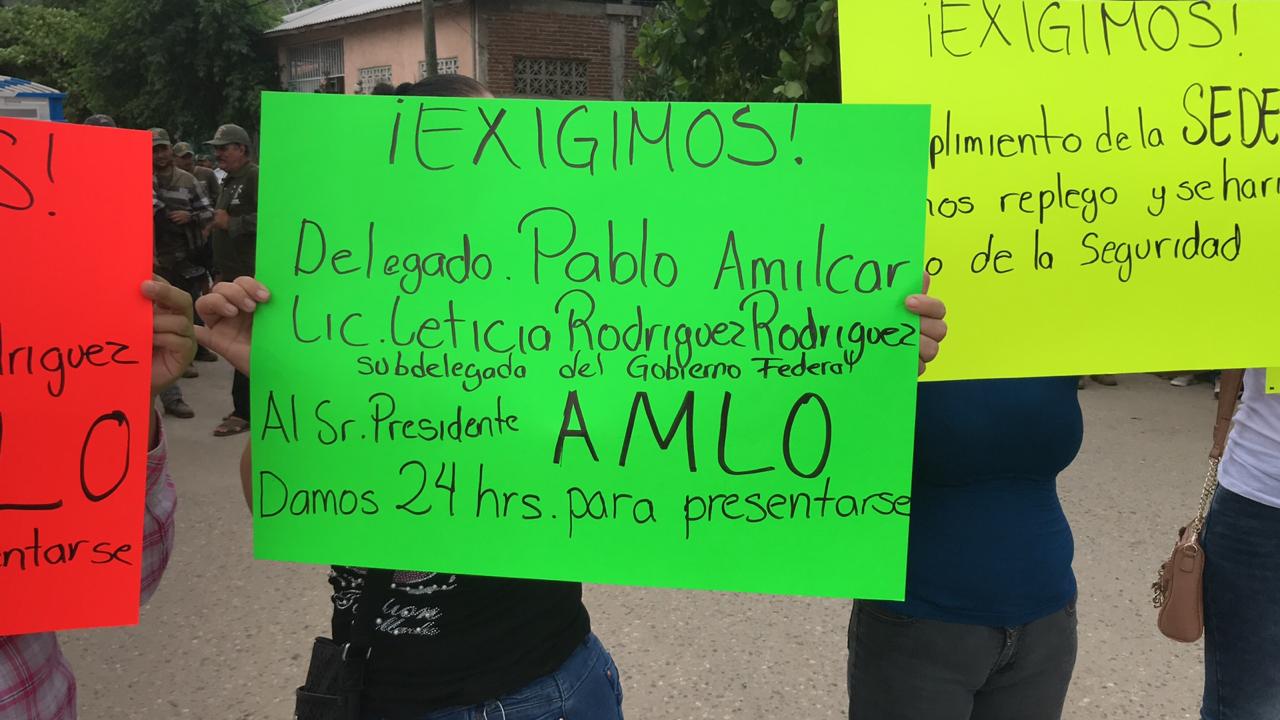 S!
driguez
LO
entarse
¡EXIGIMOS!
Delegado. Pablo Amilcar
Lic. Leticia Rodriguez Rodriguez
subdelegada del Gobierno Federal
Al Sr. Presidente AMLO
Damos 24 hrs. para presentarse
¡EXIGIMOS!
plimiento de la SEDE
nos replego y se hari
o de la Seguridad